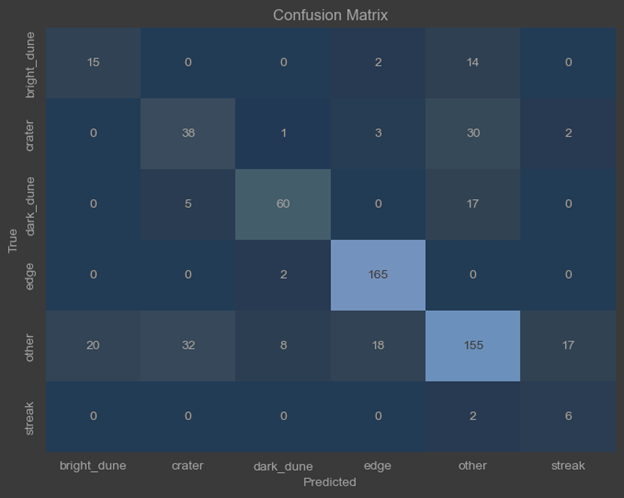 Confusion Matrix
True
bright_dune 15 0 0 2 14 0
crater 0 38 1 3 30 2
dark_dune 0 5 60 0 17 0
edge 0 0 2 165 0 0
other 20 32 8 18 155 17
streak 0 0 0 0 2 6
bright_dune crater dark_dune edge other streak
Predicted